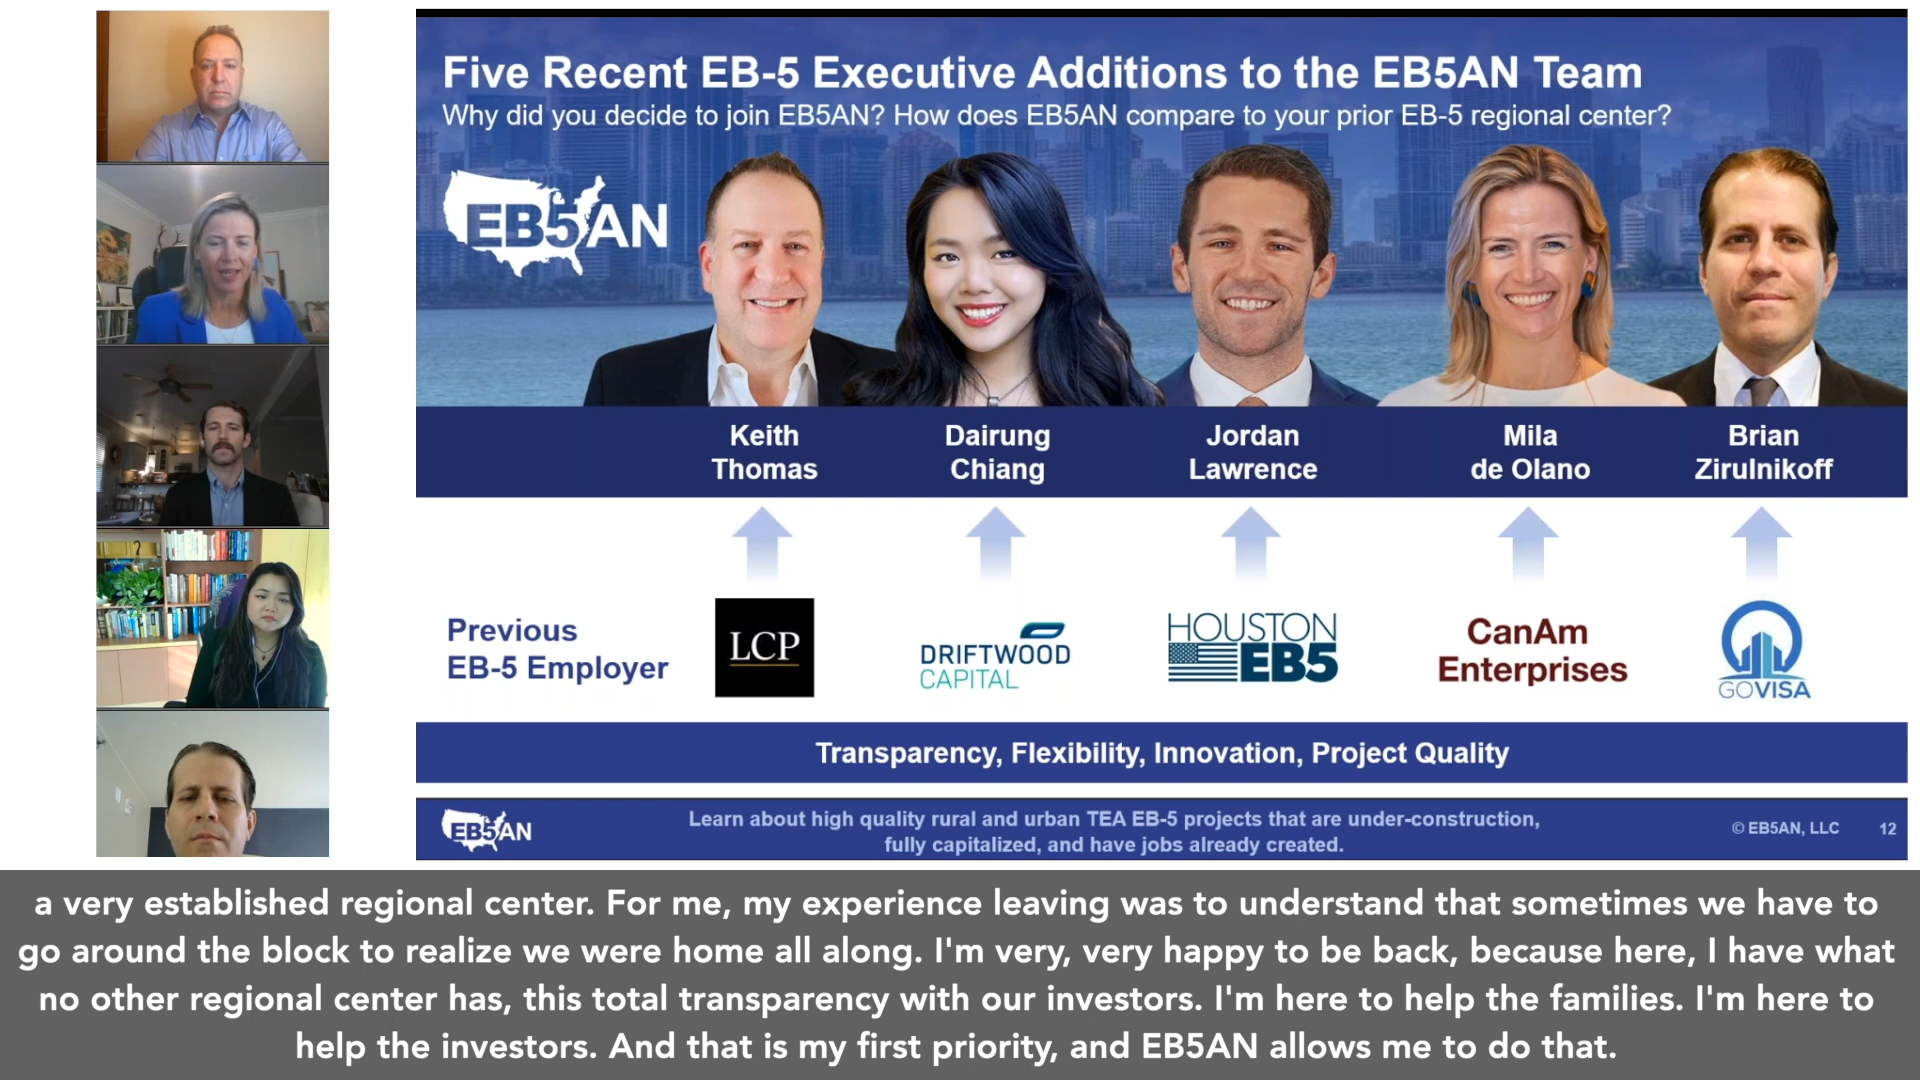 Five Recent EB-5 Executive Additions to the EB5AN Team
Why did you decide to join EB5AN? How does EB5AN compare to your prior EB-5 regional center?
EB5AN
Keith
Thomas
Dairung
Chiang
Jordan
Lawrence
Mila
de Olano
Brian
Zirulnikoff
Previous
EB-5 Employer
LCP
DRIFTWOOD
CAPITAL
HOUSTON
EB5
CanAm
Enterprises
GOVISA
Transparency, Flexibility, Innovation, Project Quality
EB5AN
Learn about high quality rural and urban TEA EB-5 projects that are under-construction,
fully capitalized, and have jobs already created.
© EB5AN, LLC 12
a very established regional center. For me, my experience leaving was to understand that sometimes we have to
go around the block to realize we were home all along. I'm very, very happy to be back, because here, I have what
no other regional center has, this total transparency with our investors. I'm here to help the families. I'm here to
help the investors. And that is my first priority, and EB5AN allows me to do that.